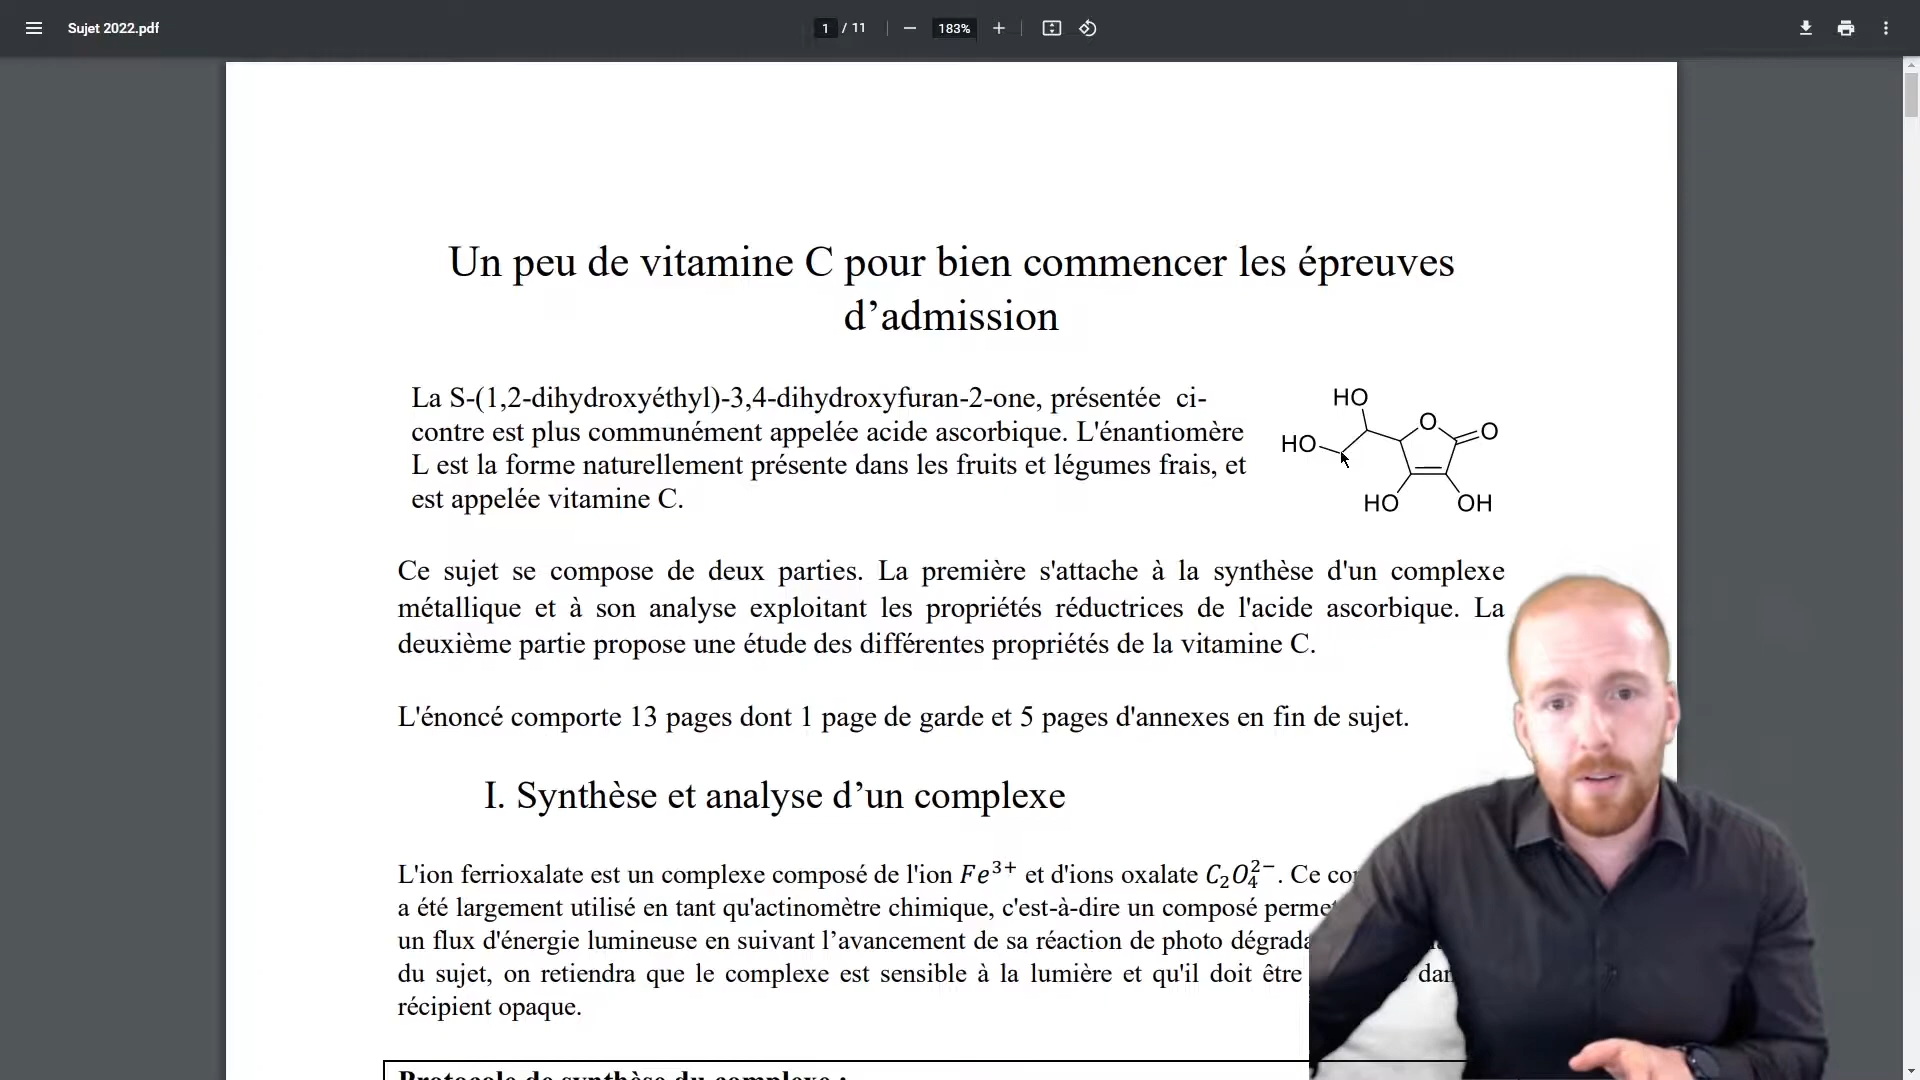 Sujet 2022.pdf
1 / 11
183%
Un peu de vitamine C pour bien commencer les épreuves
d’admission
La S-(1,2-dihydroxyéthyl)-3,4-dihydroxyfuran-2-one, présentée ci-
contre est plus communément appelée acide ascorbique. L'énantiomère
L est la forme naturellement présente dans les fruits et légumes frais, et
est appelée vitamine C.
HO
O
O
HO
HO
OH
Ce sujet se compose de deux parties. La première s'attache à la synthèse d'un complexe
métallique et à son analyse exploitant les propriétés réductrices de l'acide ascorbique. La
deuxième partie propose une étude des différentes propriétés de la vitamine C.
L'énoncé comporte 13 pages dont 1 page de garde et 5 pages d'annexes en fin de sujet.
I. Synthèse et analyse d’un complexe
L'ion ferrioxalate est un complexe composé de l'ion Fe³⁺ et d'ions oxalate C₂O₄²⁻. Ce
a été largement utilisé en tant qu'actinomètre chimique, c'est-à-dire un composé
un flux d'énergie lumineuse en suivant l’avancement de sa réaction de photo
du sujet, on retiendra que le complexe est sensible à la lumière et qu'il doit être
récipient opaque.
Protocole de synthèse du complexe :